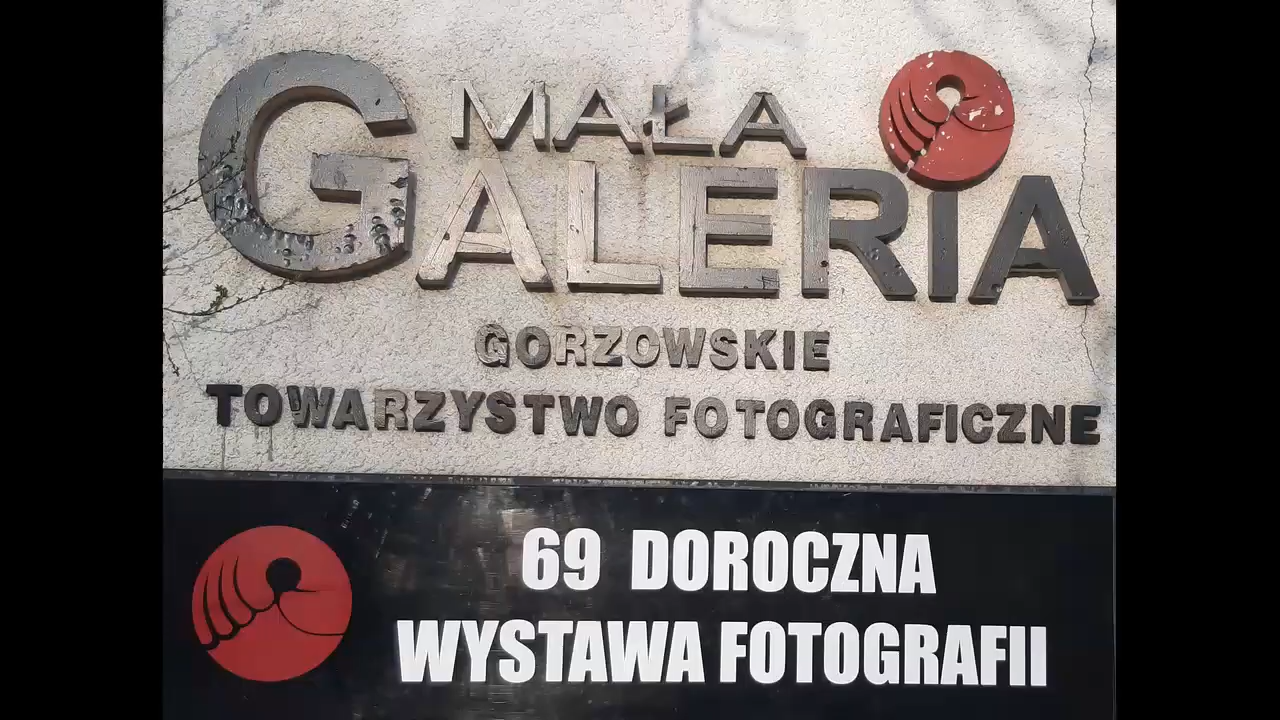 MAŁA
GALERIA
GORZOWSKIE
TOWARZYSTWO FOTOGRAFICZNE
69 DOROCZNA
WYSTAWA FOTOGRAFII